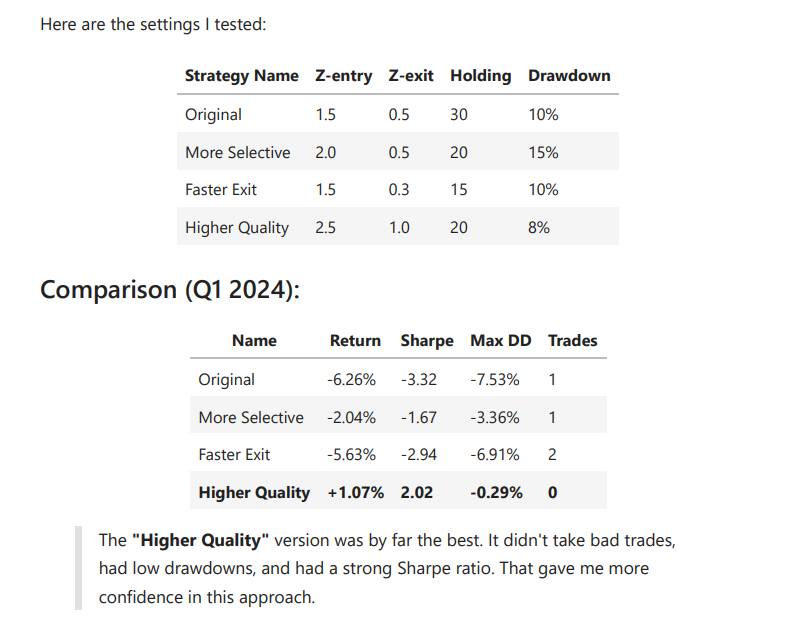 Here are the settings I tested:
Strategy Name Z-entry Z-exit Holding Drawdown
Original 1.5 0.5 30 10%
More Selective 2.0 0.5 20 15%
Faster Exit 1.5 0.3 15 10%
Higher Quality 2.5 1.0 20 8%
Comparison (Q1 2024):
Name Return Sharpe Max DD Trades
Original -6.26% -3.32 -7.53% 1
More Selective -2.04% -1.67 -3.36% 1
Faster Exit -5.63% -2.94 -6.91% 2
Higher Quality +1.07% 2.02 -0.29% 0
The "Higher Quality" version was by far the best. It didn't take bad trades,
had low drawdowns, and had a strong Sharpe ratio. That gave me more
confidence in this approach.